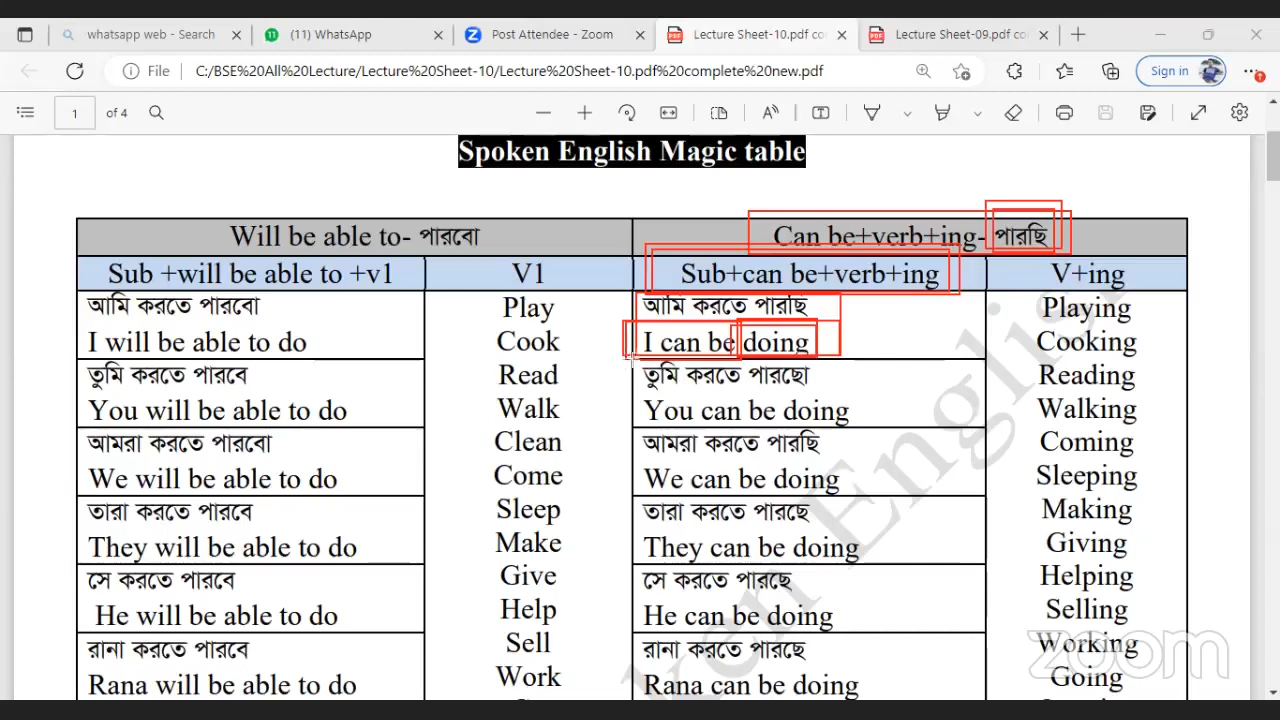 whatsapp web - Search
(11) WhatsApp
Post Attendee - Zoom
Lecture Sheet-10.pdf co
Lecture Sheet-09.pdf co
File
C:/BSE%20All%20Lecture/Lecture%20Sheet-10/Lecture%20Sheet-10.pdf%20complete%20new.pdf
Sign in
1 of 4
Spoken English Magic table
Will be able to- পারবো
Can be+verb+ing- পারছি
Sub +will be able to +v1
V1
Sub+can be+verb+ing
V+ing
আমি করতে পারবো
I will be able to do
তুমি করতে পারবে
You will be able to do
আমরা করতে পারবো
We will be able to do
তারা করতে পারবে
They will be able to do
সে করতে পারবে
He will be able to do
রানা করতে পারবে
Rana will be able to do
Play
Cook
Read
Walk
Clean
Come
Sleep
Make
Give
Help
Sell
Work
আমি করতে পারছি
I can be doing
তুমি করতে পারছো
You can be doing
আমরা করতে পারছি
We can be doing
তারা করতে পারছে
They can be doing
সে করতে পারছে
He can be doing
রানা করতে পারছে
Rana can be doing
Playing
Cooking
Reading
Walking
Coming
Sleeping
Making
Giving
Helping
Selling
Working
Going
zoom